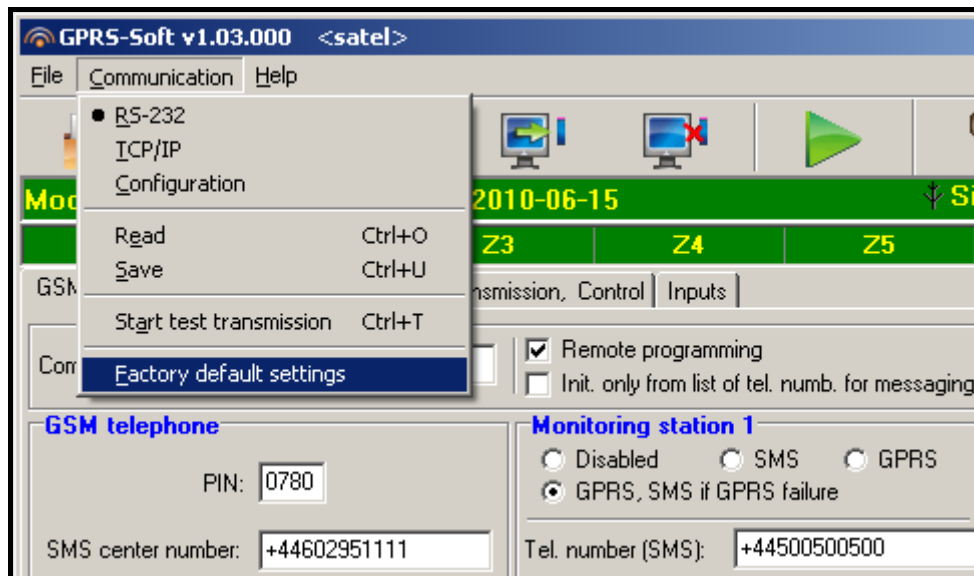 GPRS-Soft v1.03.000 <satel>
File Communication Help
RS-232
TCP/IP
Configuration
2010-06-15
Read Ctrl+O
Z3 Z4 Z5
Save Ctrl+U
Inputs
Control
Start test transmission Ctrl+T
Remote programming
Factory default settings
Init. only from list of tel. numb. for messaging
GSM telephone
Monitoring station 1
Disabled SMS GPRS
PIN: 0780
GPRS, SMS if GPRS failure
SMS center number: +44602951111
Tel. number (SMS): +44500500500